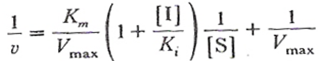 1/v = K_m/V_max (1 + [I]/K_i) 1/[S] + 1/V_max